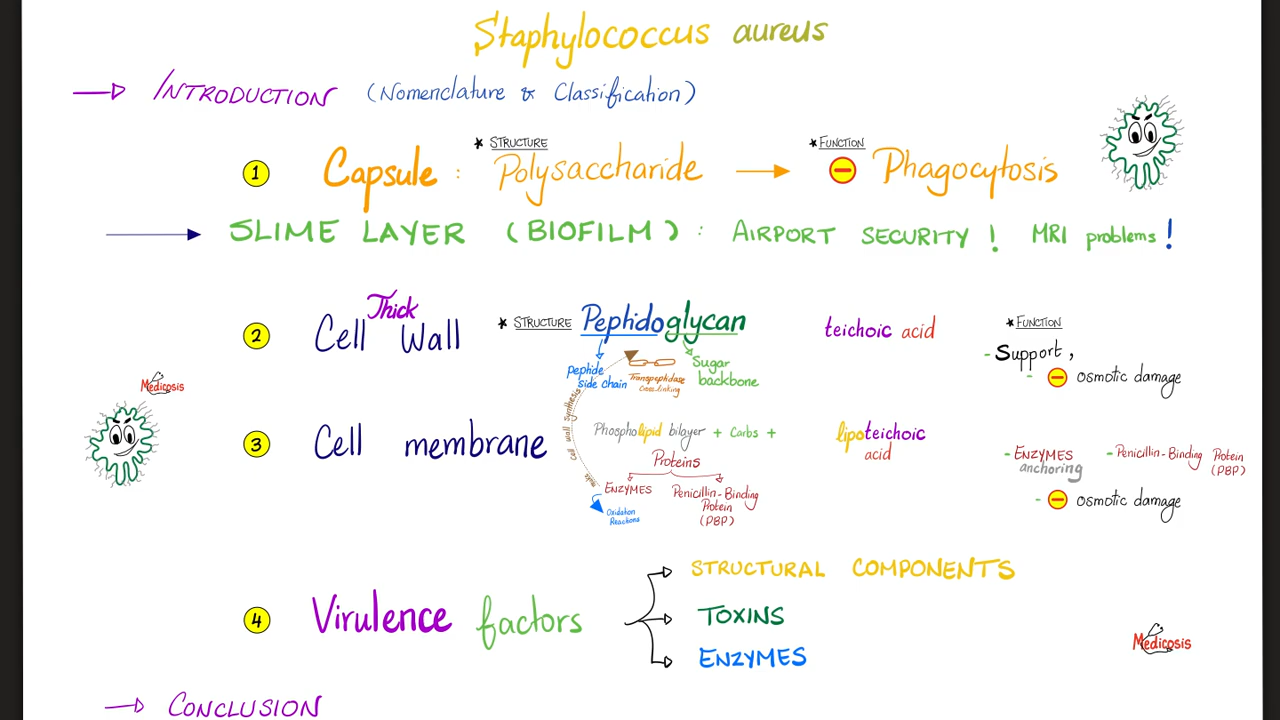 Staphylococcus aureus
INTRODUCTION (Nomenclature & Classification)
* STRUCTURE
* FUNCTION
1 Capsule : Polysaccharide → ⊖ Phagocytosis
SLIME LAYER (BIOFILM) : AIRPORT SECURITY ! MRI problems !
Thick
2 Cell Wall
* STRUCTURE Pephidoglycan
peptide side chain
Transpeptidase
Cross-linking
Sugar backbone
teichoic acid
* FUNCTION
- Support,
- ⊖ osmotic damage
Medicosis
cell wall synthesis
3 Cell membrane
Phospholipid bilayer + Carbs +
lipoteichoic
acid
Proteins
ENZYMES
Oxidation
Reactions
Penicillin-Binding
Protein
(PBP)
- ENZYMES
anchoring
- Penicillin-Binding Protein
(PBP)
- ⊖ osmotic damage
4 Virulence factors
STRUCTURAL COMPONENTS
TOXINS
ENZYMES
Medicosis
CONCLUSION